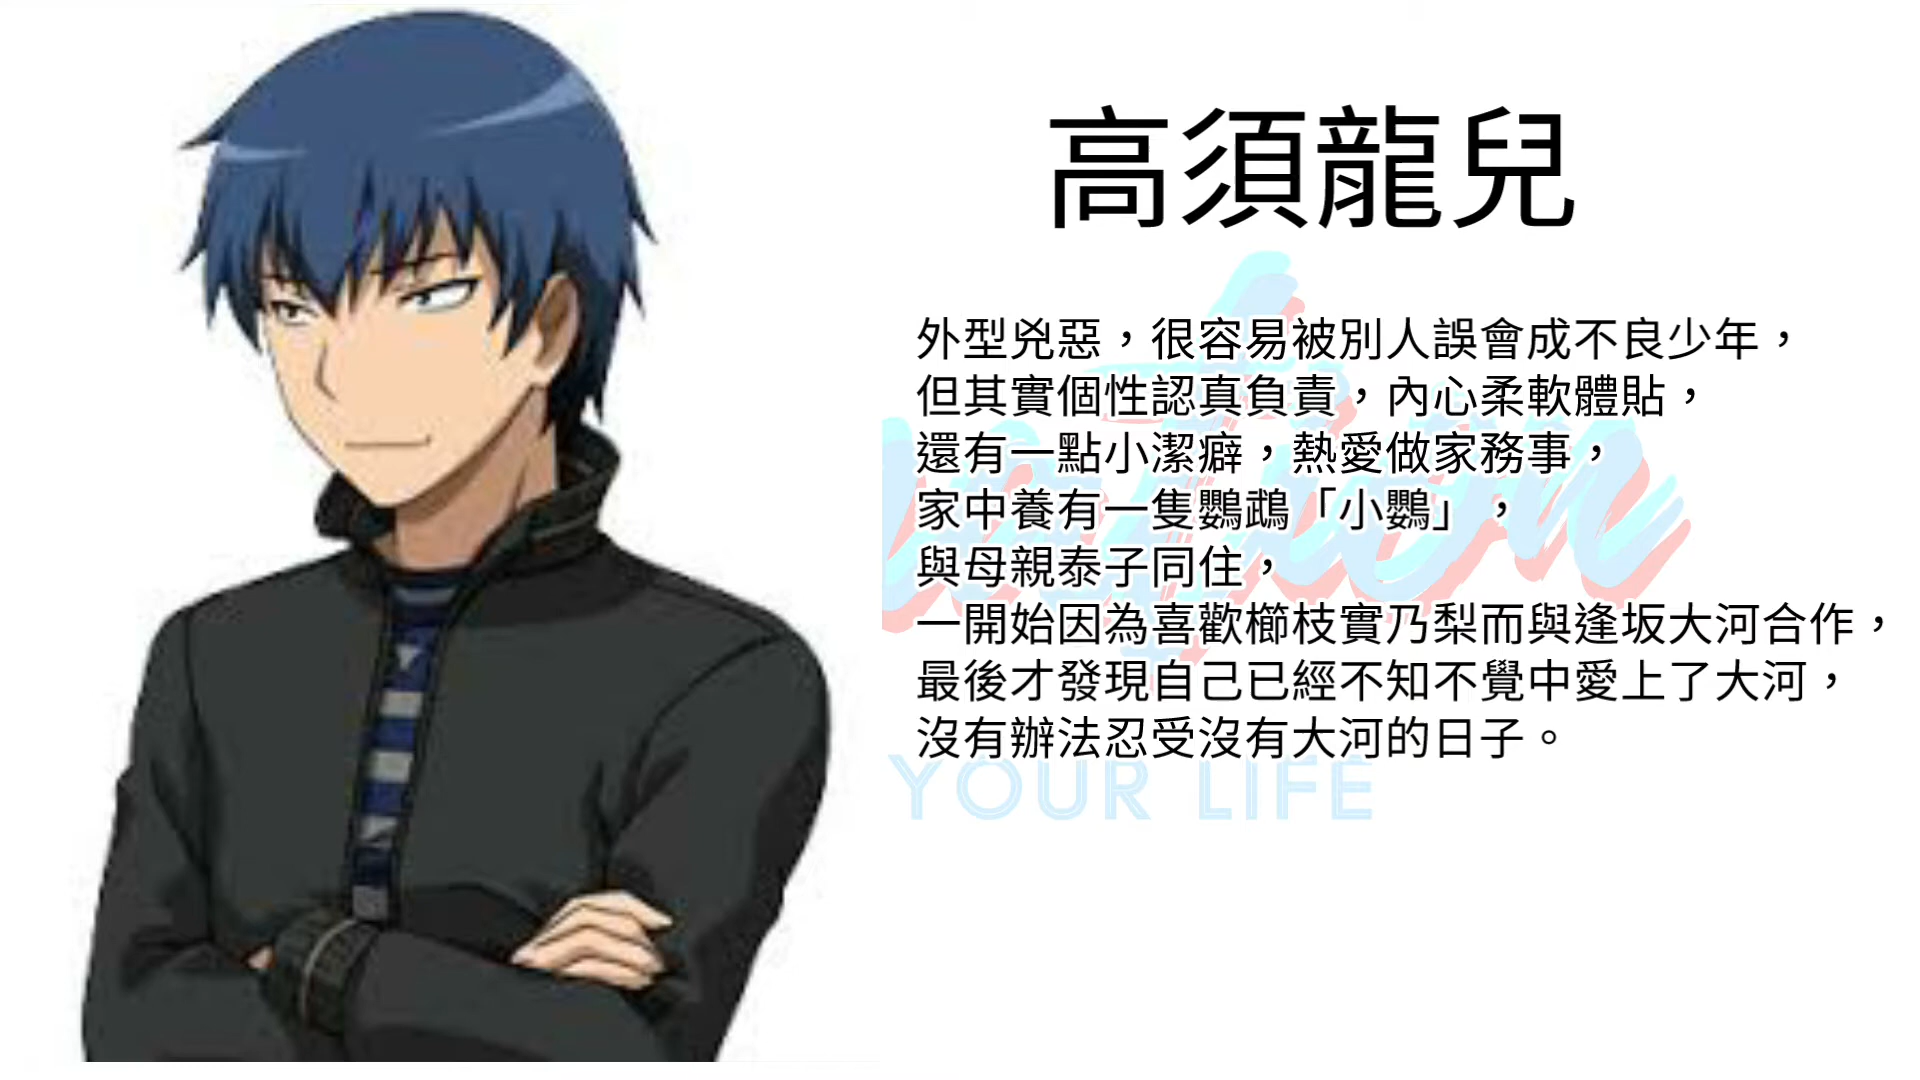 高須龍兒
外型兇惡，很容易被別人誤會成不良少年，
但其實個性認真負責，內心柔軟體貼，
還有一點小潔癖，熱愛做家務事，
家中養有一隻鸚鵡「小鸚」，
與母親泰子同住，
一開始因為喜歡櫛枝實乃梨而與逢坂大河合作，
最後才發現自己已經不知不覺中愛上了大河，
沒有辦法忍受沒有大河的日子。
YOUR LIFE